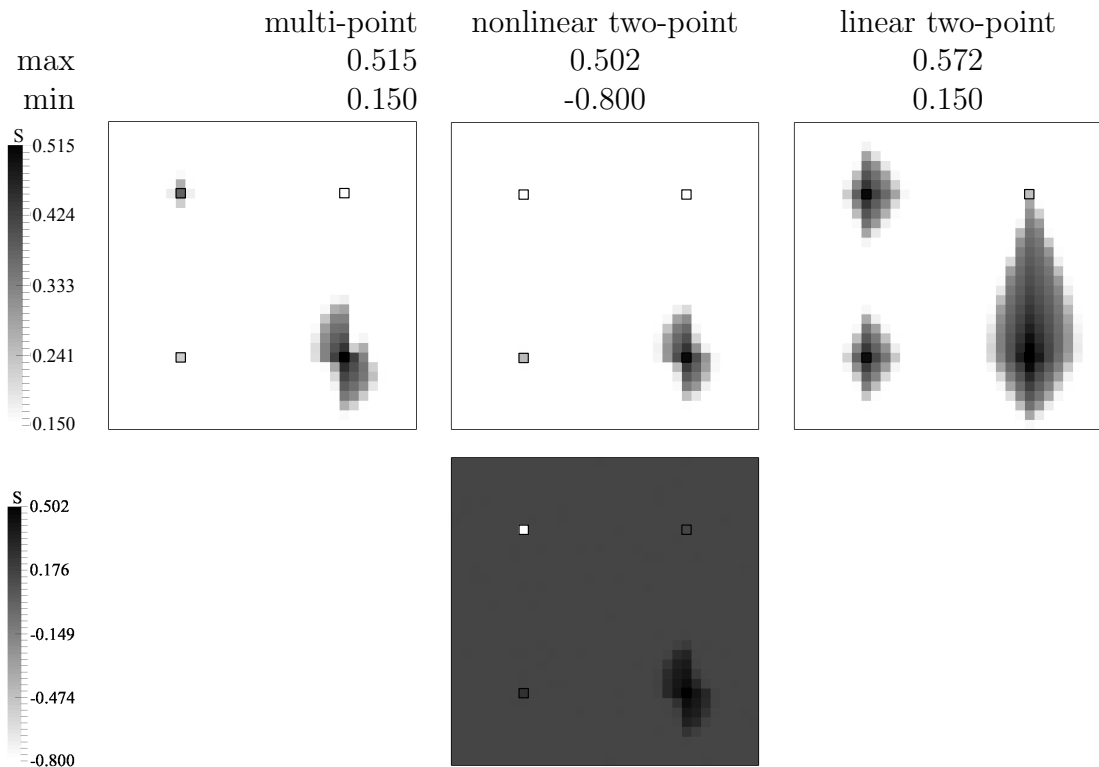 multi-point nonlinear two-point linear two-point
max 0.515 0.502 0.572
min 0.150 -0.800 0.150
s
0.515
0.424
0.333
0.241
0.150
s
0.502
0.176
-0.149
-0.474
-0.800